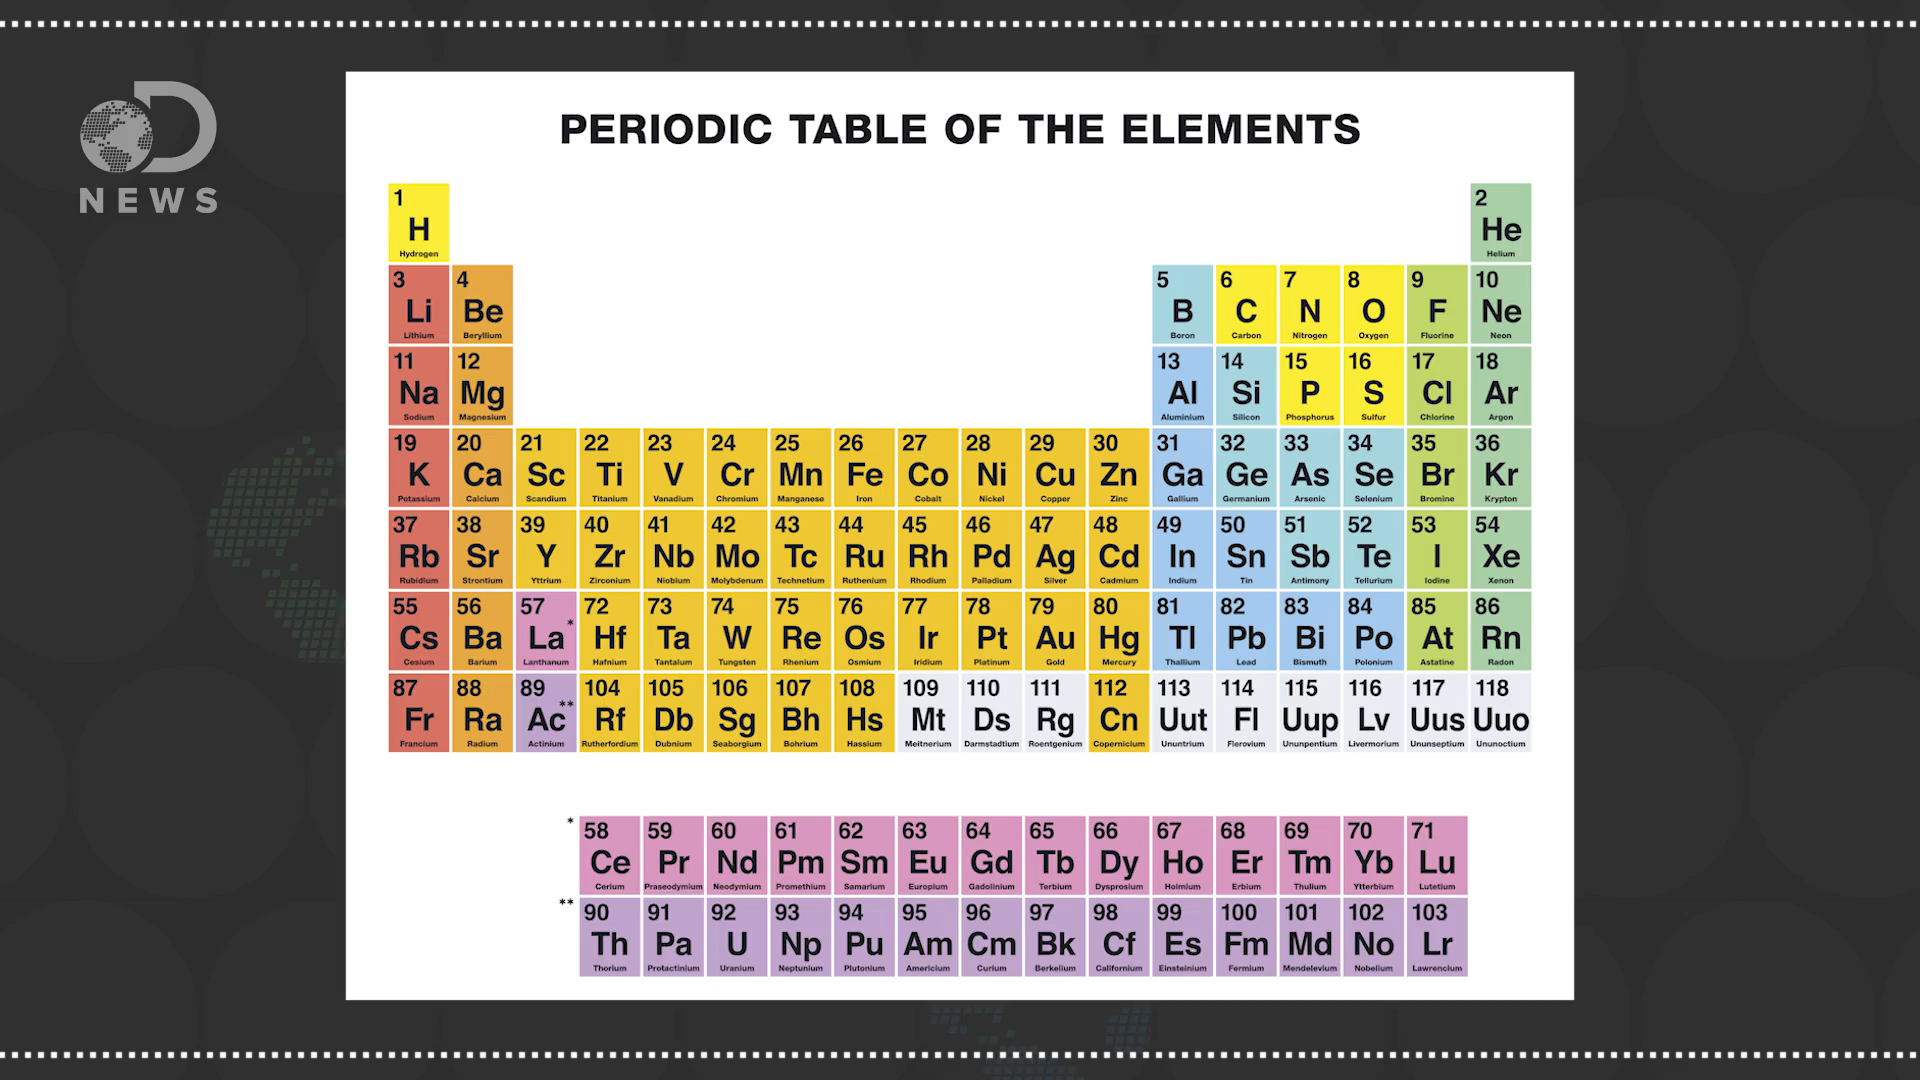 NEWS
PERIODIC TABLE OF THE ELEMENTS
1 2
H He
Hydrogen Helium
3 4 5 6 7 8 9 10
Li Be B C N O F Ne
Lithium Beryllium Boron Carbon Nitrogen Oxygen Fluorine Neon
11 12 13 14 15 16 17 18
Na Mg Al Si P S Cl Ar
Sodium Magnesium Aluminium Silicon Phosphorus Sulfur Chlorine Argon
19 20 21 22 23 24 25 26 27 28 29 30 31 32 33 34 35 36
K Ca Sc Ti V Cr Mn Fe Co Ni Cu Zn Ga Ge As Se Br Kr
Potassium Calcium Scandium Titanium Vanadium Chromium Manganese Iron Cobalt Nickel Copper Zinc Gallium Germanium Arsenic Selenium Bromine Krypton
37 38 39 40 41 42 43 44 45 46 47 48 49 50 51 52 53 54
Rb Sr Y Zr Nb Mo Tc Ru Rh Pd Ag Cd In Sn Sb Te I Xe
Rubidium Strontium Yttrium Zirconium Niobium Molybdenum Technetium Ruthenium Rhodium Palladium Silver Cadmium Indium Tin Antimony Tellurium Iodine Xenon
55 56 57 72 73 74 75 76 77 78 79 80 81 82 83 84 85 86
Cs Ba La* Hf Ta W Re Os Ir Pt Au Hg Tl Pb Bi Po At Rn
Cesium Barium Lanthanum Hafnium Tantalum Tungsten Rhenium Osmium Iridium Platinum Gold Mercury Thallium Lead Bismuth Polonium Astatine Radon
87 88 89 104 105 106 107 108 109 110 111 112 113 114 115 116 117 118
Fr Ra Ac** Rf Db Sg Bh Hs Mt Ds Rg Cn Uut Fl Uup Lv Uus Uuo
Francium Radium Actinium Rutherfordium Dubnium Seaborgium Bohrium Hassium Meitnerium Darmstadtium Roentgenium Copernicium Ununtrium Flerovium Ununpentium Livermorium Ununseptium Ununoctium
* 58 59 60 61 62 63 64 65 66 67 68 69 70 71
Ce Pr Nd Pm Sm Eu Gd Tb Dy Ho Er Tm Yb Lu
Cerium Praseodymium Neodymium Promethium Samarium Europium Gadolinium Terbium Dysprosium Holmium Erbium Thulium Ytterbium Lutetium
** 90 91 92 93 94 95 96 97 98 99 100 101 102 103
Th Pa U Np Pu Am Cm Bk Cf Es Fm Md No Lr
Thorium Protactinium Uranium Neptunium Plutonium Americium Curium Berkelium Californium Einsteinium Fermium Mendelevium Nobelium Lawrencium